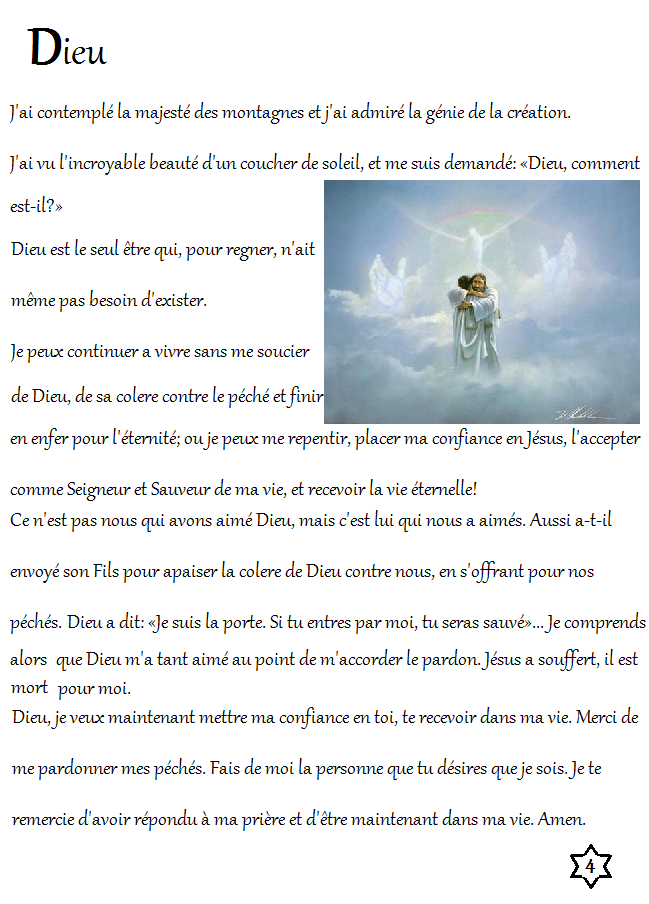 Dieu
J'ai contemplé la majesté des montagnes et j'ai admiré la génie de la création.
J'ai vu l'incroyable beauté d'un coucher de soleil, et me suis demandé: «Dieu, comment
est-il?»
Dieu est le seul être qui, pour regner, n'ait
même pas besoin d'exister.
Je peux continuer a vivre sans me soucier
de Dieu, de sa colere contre le péché et finir
en enfer pour l'éternité; ou je peux me repentir, placer ma confiance en Jésus, l'accepter
comme Seigneur et Sauveur de ma vie, et recevoir la vie éternelle!
Ce n'est pas nous qui avons aimé Dieu, mais c'est lui qui nous a aimés. Aussi a-t-il
envoyé son Fils pour apaiser la colere de Dieu contre nous, en s'offrant pour nos
péchés. Dieu a dit: «Je suis la porte. Si tu entres par moi, tu seras sauvé»... Je comprends
alors que Dieu m'a tant aimé au point de m'accorder le pardon. Jésus a souffert, il est
mort pour moi.
Dieu, je veux maintenant mettre ma confiance en toi, te recevoir dans ma vie. Merci de
me pardonner mes péchés. Fais de moi la personne que tu désires que je sois. Je te
remercie d'avoir répondu à ma prière et d'être maintenant dans ma vie. Amen.
4